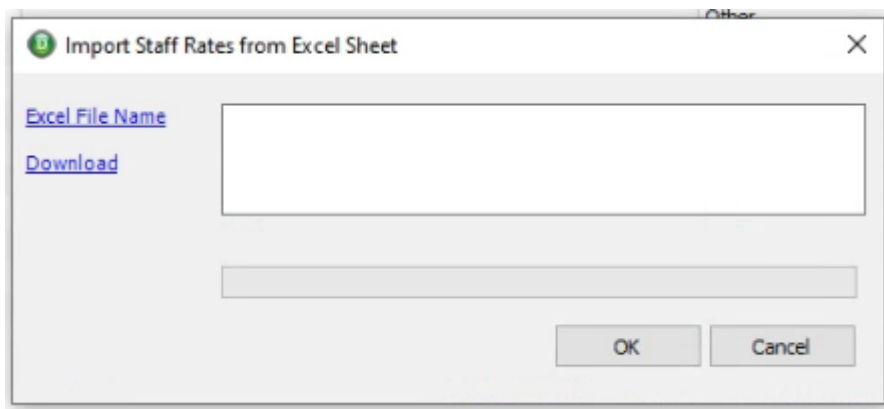 Other
Import Staff Rates from Excel Sheet
Excel File Name
Download
OK Cancel